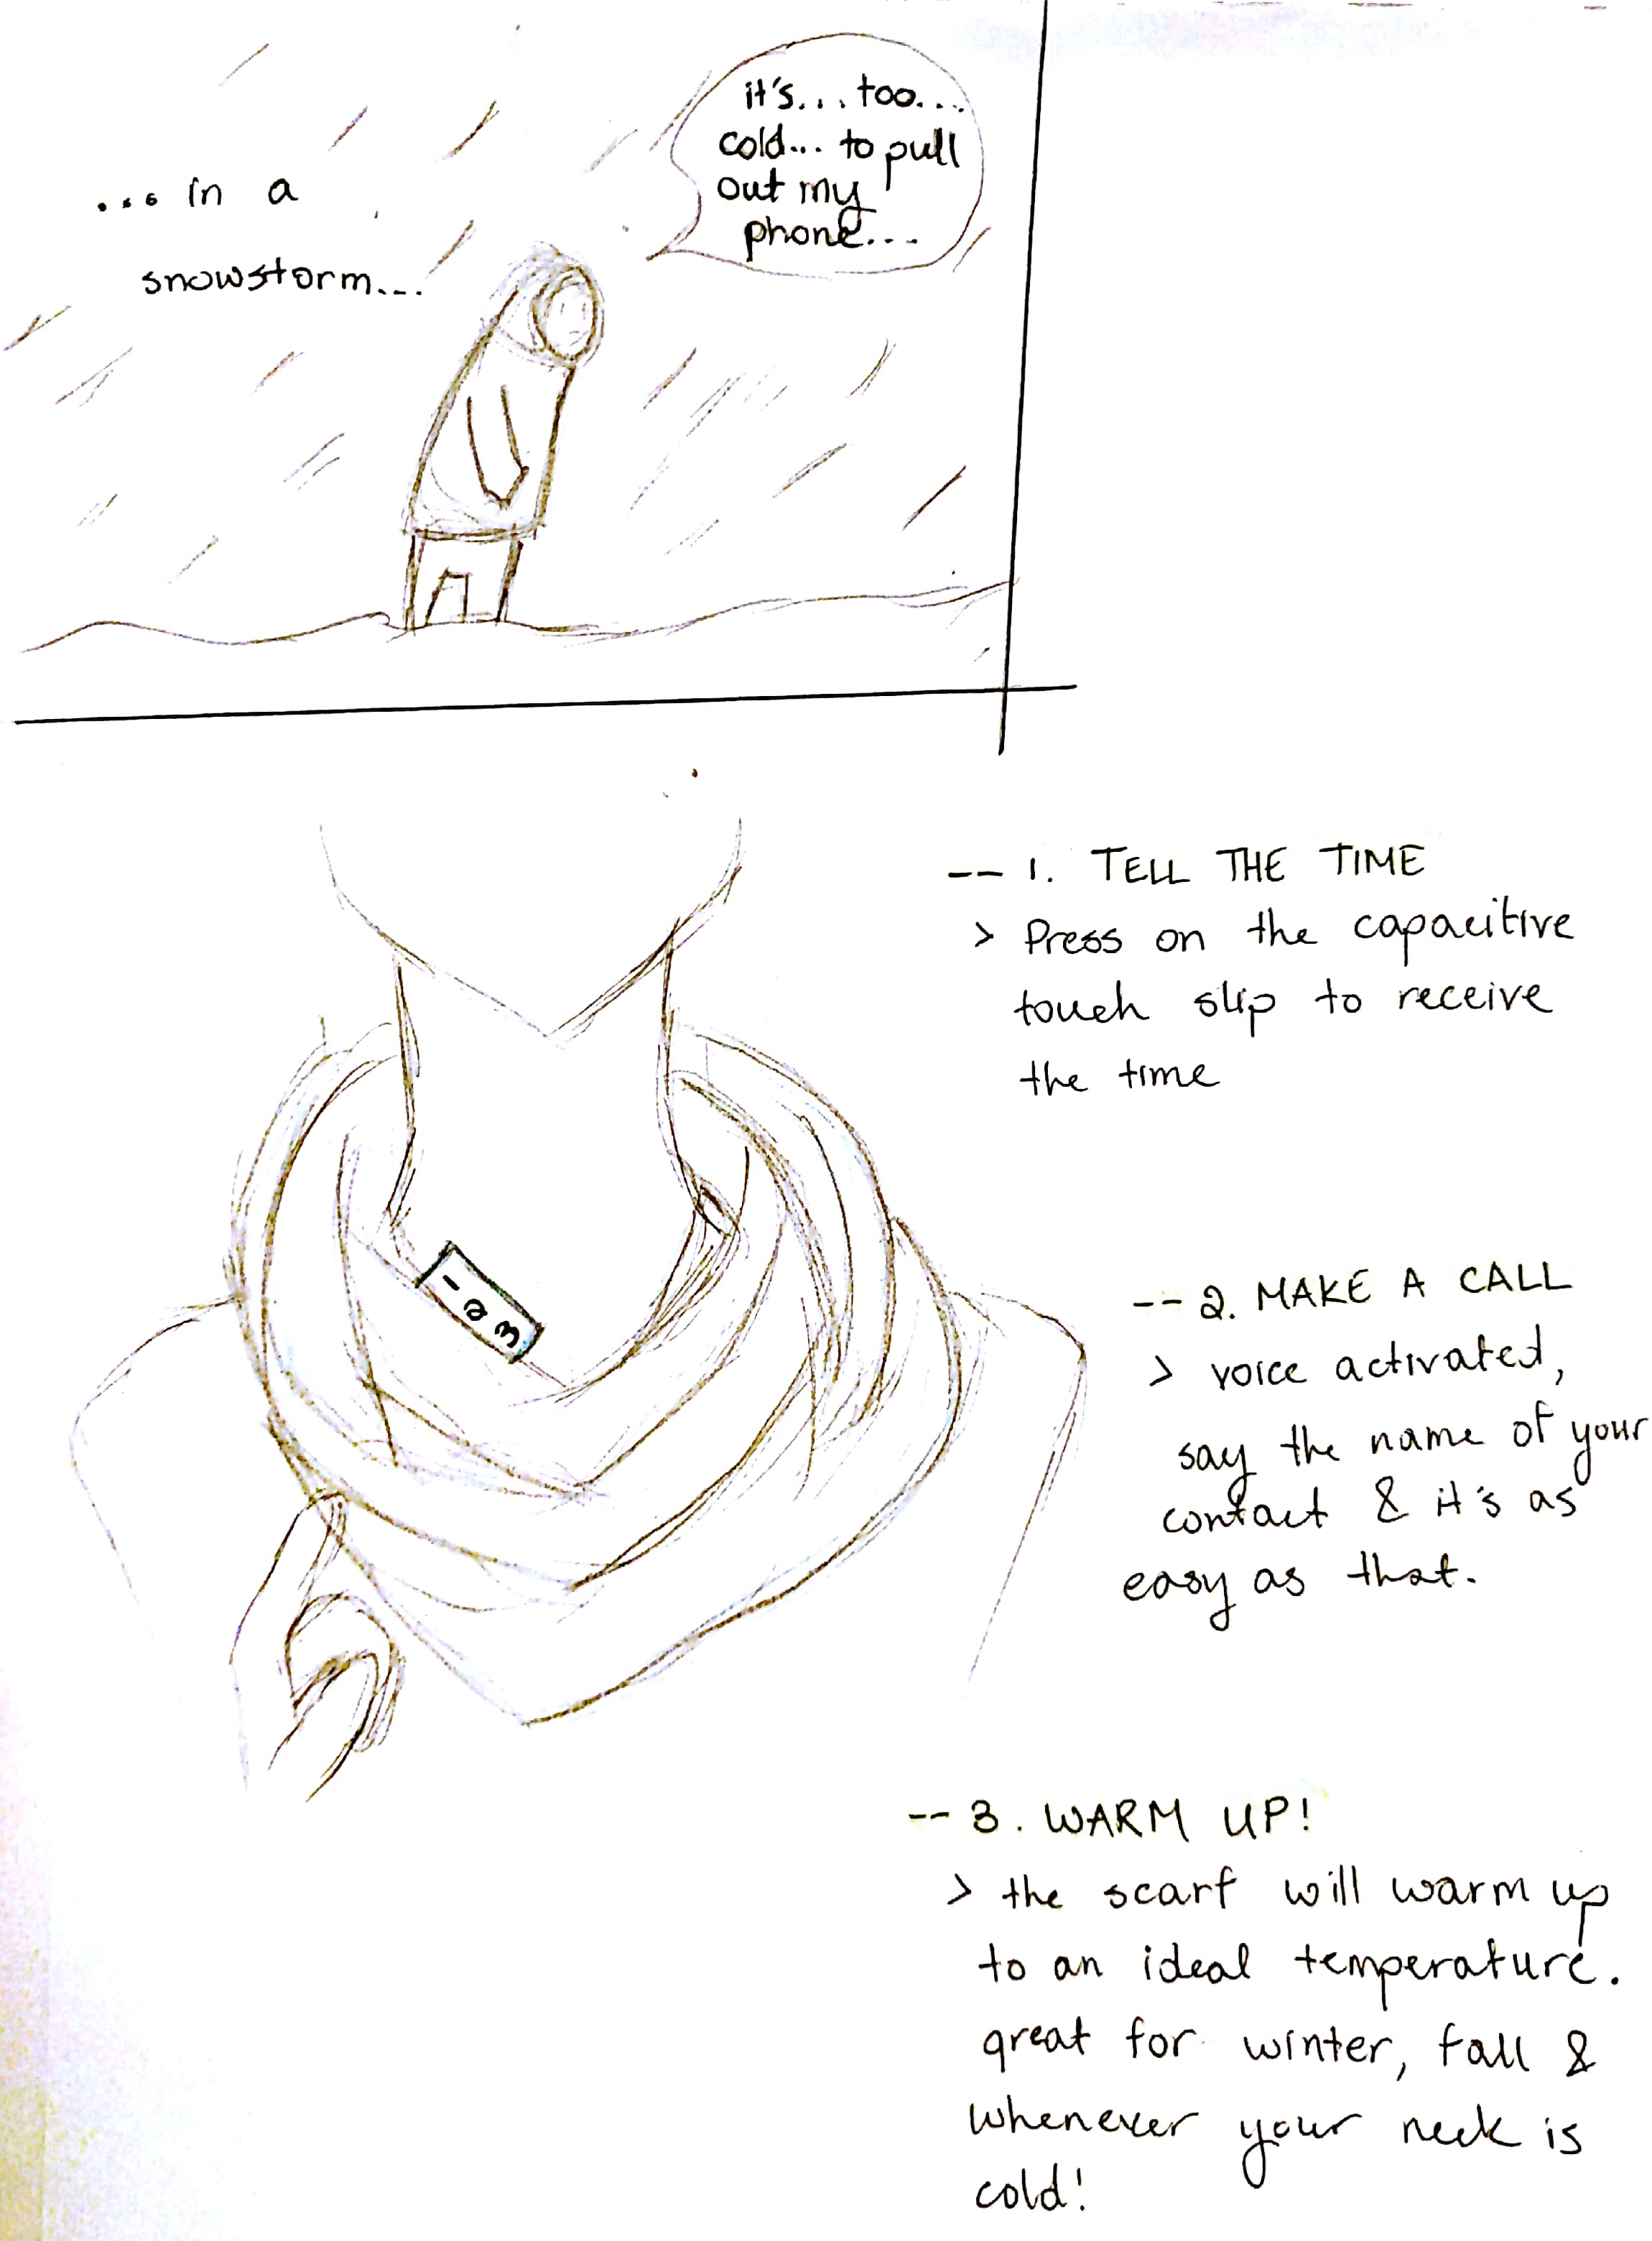 ... in a
snowstorm...
it's... too...
cold... to pull
out my
phone...
-- 1. TELL THE TIME
> Press on the capacitive
touch slip to receive
the time
1 2 3
-- 2. MAKE A CALL
> voice activated,
say the name of your
contact & it's as
easy as that.
-- 3. WARM UP!
> the scarf will warm up
to an ideal temperature.
great for winter, fall &
whenever your neck is
cold!